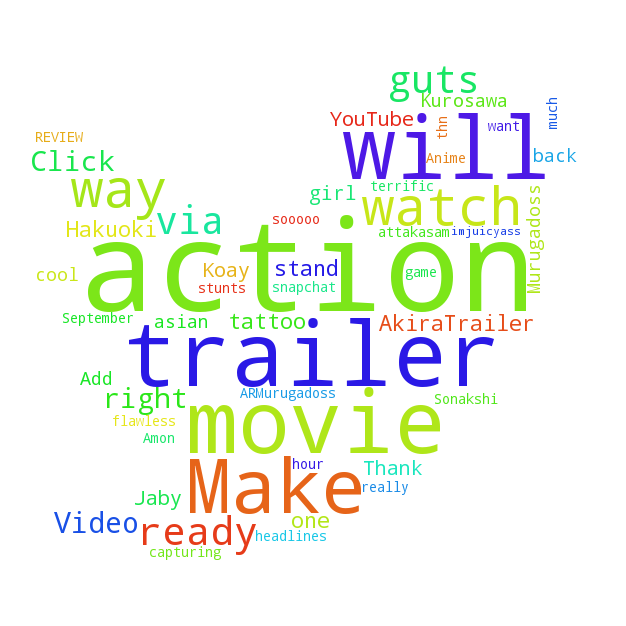 guts
Kurosawa
much
YouTube
thn
want
will
REVIEW
Click
Anime
back
way
terrific
girl
watch
Murugadoss
via
sooooo
Hakuoki
attakasam
imjuicyass
action
cool
Koay
stand
game
stunts
snapchat
September
asian
tattoo
AkiraTrailer
trailer
Add
right
ARMurugadoss
Sonakshi
flawless
movie
Amon
hour
Thank
Make
really
Jaby
Video
ready
one
headlines
capturing